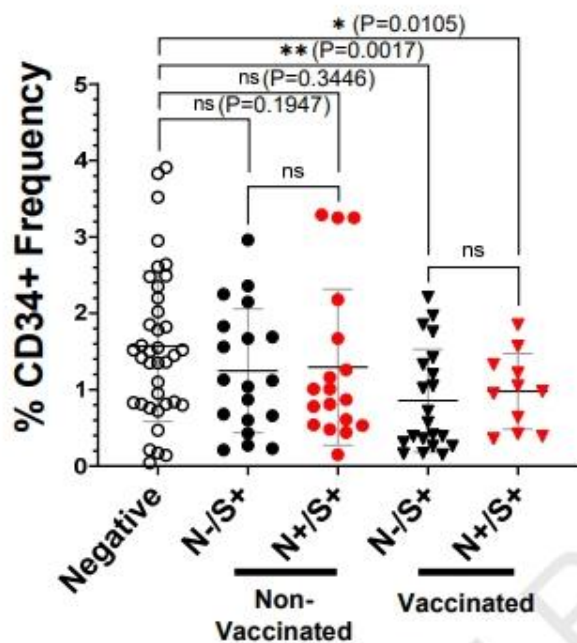 * (P=0.0105)
** (P=0.0017)
ns (P=0.3446)
ns (P=0.1947)
ns
ns
% CD34+ Frequency
5
4
3
2
1
0
Negative
N-/S+
N+/S+
N-/S+
N+/S+
Non-
Vaccinated
Vaccinated